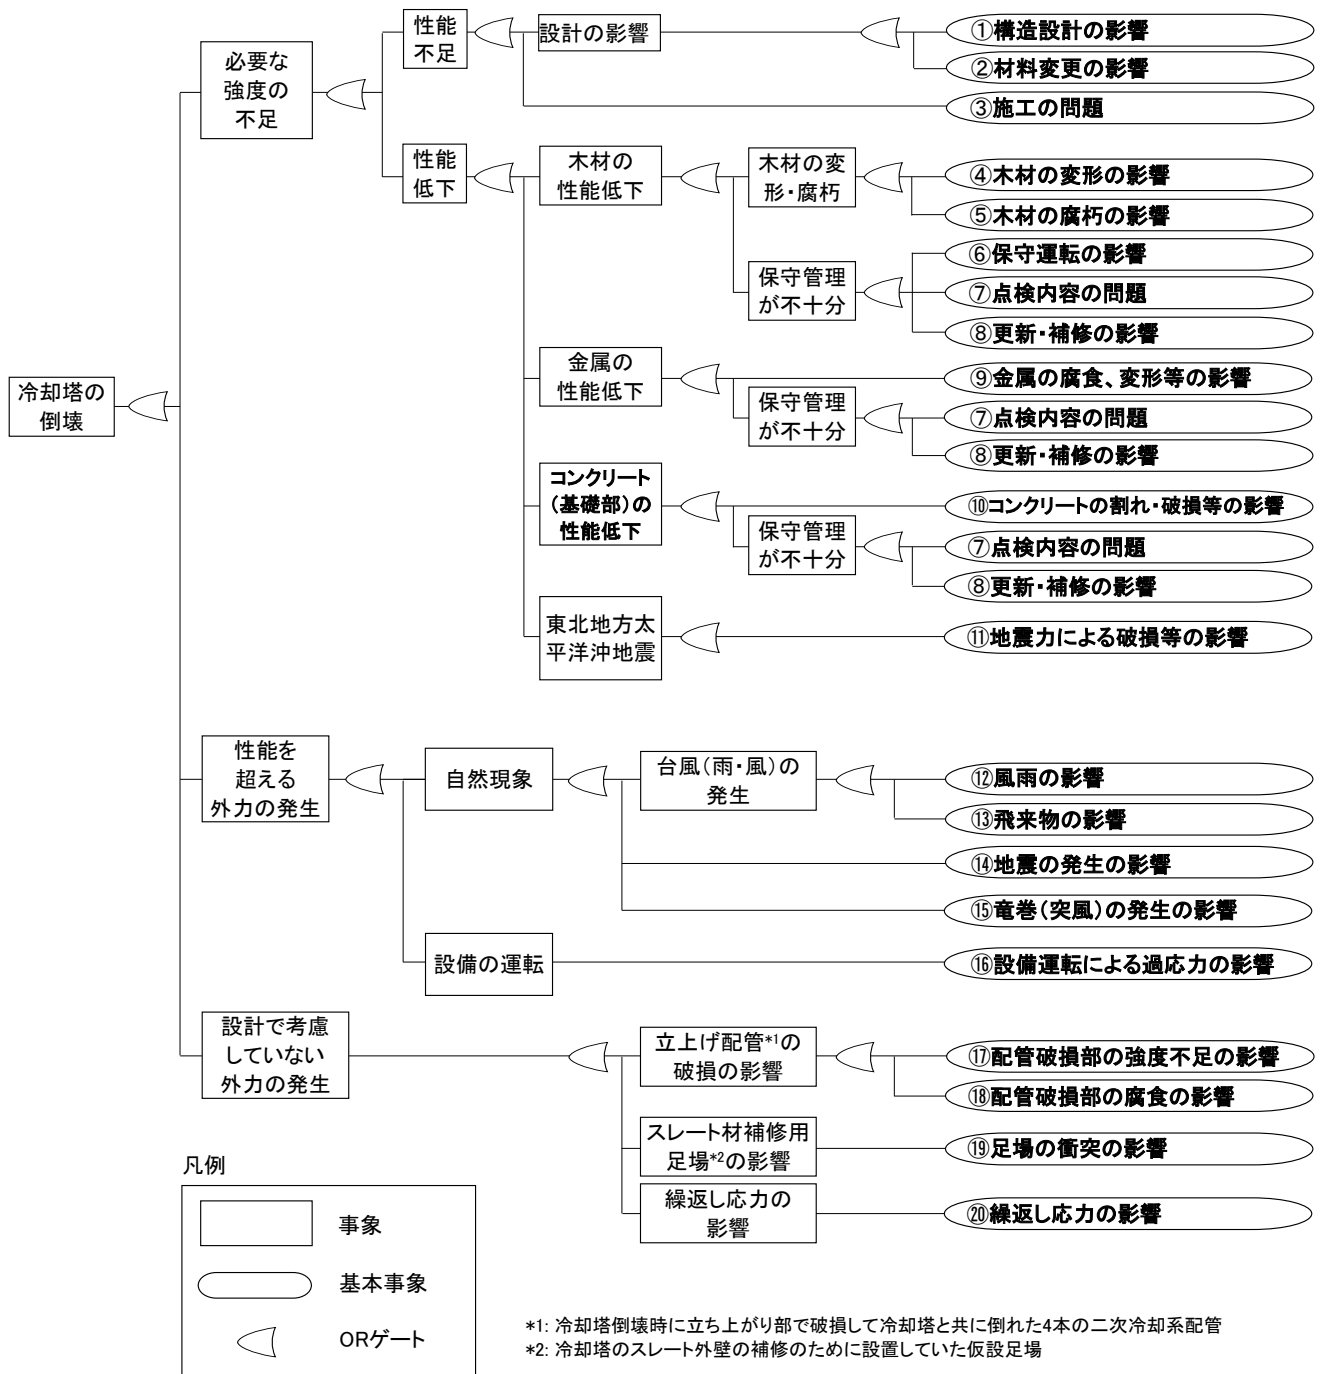 冷却塔の
倒壊
必要な
強度の
不足
性能
不足
設計の影響
①構造設計の影響
②材料変更の影響
③施工の問題
性能
低下
木材の
性能低下
木材の変
形・腐朽
④木材の変形の影響
⑤木材の腐朽の影響
保守管理
が不十分
⑥保守運転の影響
⑦点検内容の問題
⑧更新・補修の影響
金属の
性能低下
⑨金属の腐食、変形等の影響
保守管理
が不十分
⑦点検内容の問題
⑧更新・補修の影響
コンクリート
(基礎部)の
性能低下
⑩コンクリートの割れ・破損等の影響
保守管理
が不十分
⑦点検内容の問題
⑧更新・補修の影響
東北地方太
平洋沖地震
⑪地震力による破損等の影響
性能を
超える
外力の発生
自然現象
台風(雨・風)の
発生
⑫風雨の影響
⑬飛来物の影響
⑭地震の発生の影響
⑮竜巻(突風)の発生の影響
設備の運転
⑯設備運転による過応力の影響
設計で考慮
していない
外力の発生
立上げ配管*1の
破損の影響
⑰配管破損部の強度不足の影響
⑱配管破損部の腐食の影響
スレート材補修用
足場*2の影響
⑲足場の衝突の影響
繰返し応力の
影響
⑳繰返し応力の影響
凡例
事象
基本事象
ORゲート
*1: 冷却塔倒壊時に立ち上がり部で破損して冷却塔と共に倒れた4本の二次冷却系配管
*2: 冷却塔のスレート外壁の補修のために設置していた仮設足場